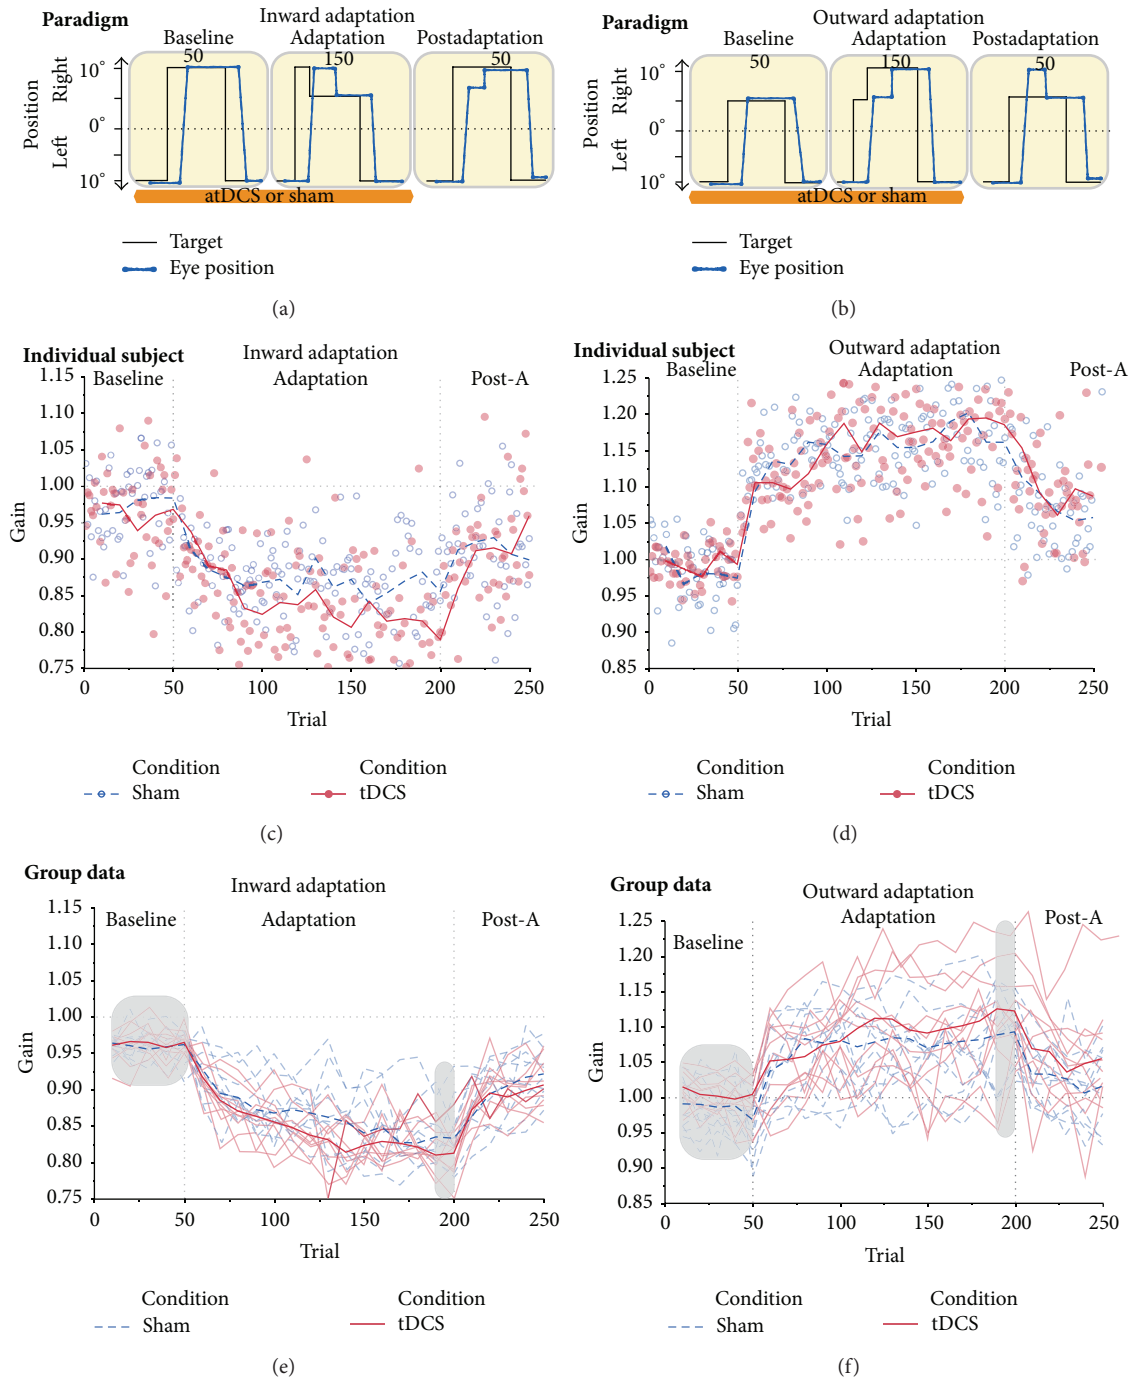 Paradigm
Inward adaptation
Baseline Adaptation Postadaptation
50 150 50
Position
Right
Left
10°
0°
10°
atDCS or sham
Target
Eye position
(a)
Paradigm
Outward adaptation
Baseline Adaptation Postadaptation
50 150 50
Position
Right
Left
10°
0°
10°
atDCS or sham
Target
Eye position
(b)
Individual subject
Inward adaptation
Baseline Adaptation Post-A
Gain
1.15
1.10
1.05
1.00
0.95
0.90
0.85
0.80
0.75
0 50 100 150 200 250
Trial
Condition Condition
Sham tDCS
(c)
Individual subject
Outward adaptation
Baseline Adaptation Post-A
Gain
1.25
1.20
1.15
1.10
1.05
1.00
0.95
0.90
0.85
0 50 100 150 200 250
Trial
Condition Condition
Sham tDCS
(d)
Group data
Inward adaptation
Baseline Adaptation Post-A
Gain
1.15
1.10
1.05
1.00
0.95
0.90
0.85
0.80
0.75
0 50 100 150 200 250
Trial
Condition Condition
Sham tDCS
(e)
Group data
Outward adaptation
Baseline Adaptation Post-A
Gain
1.25
1.20
1.15
1.10
1.05
1.00
0.95
0.90
0.85
0 50 100 150 200 250
Trial
Condition Condition
Sham tDCS
(f)